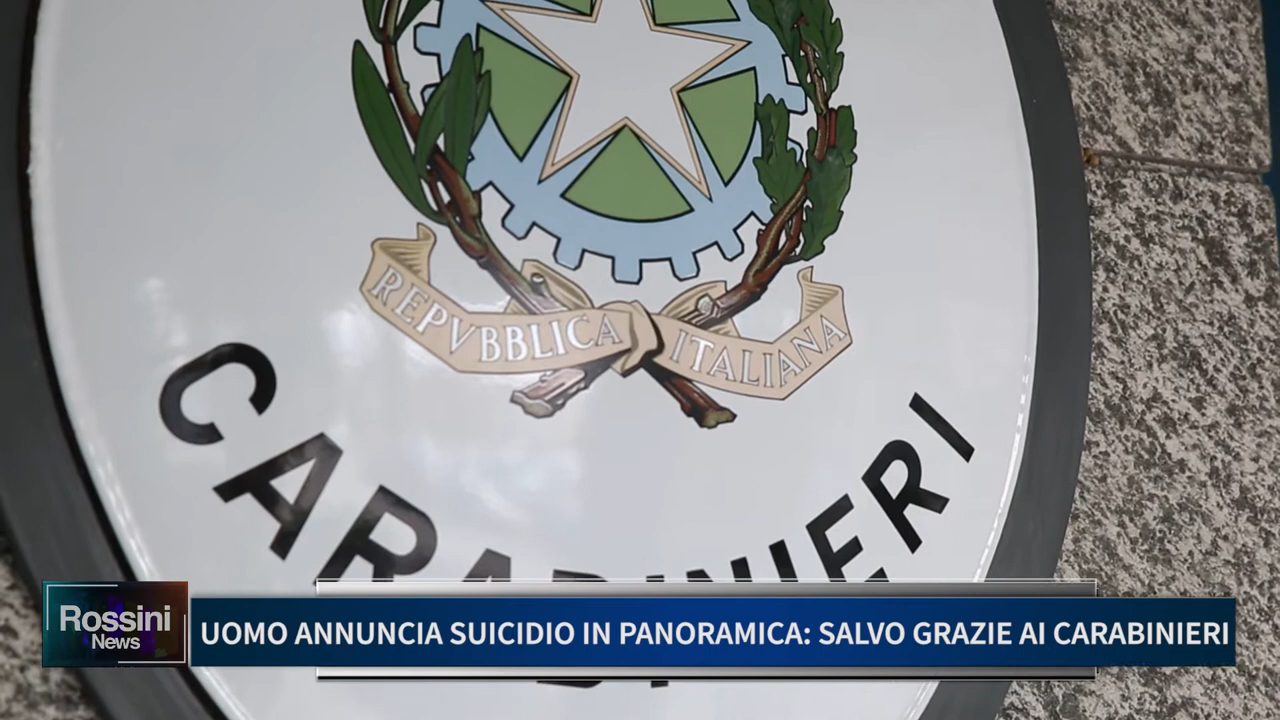 REPVBBLICA ITALIANA
CARABINIERI
Rossini
News
UOMO ANNUNCIA SUICIDIO IN PANORAMICA: SALVO GRAZIE AI CARABINIERI